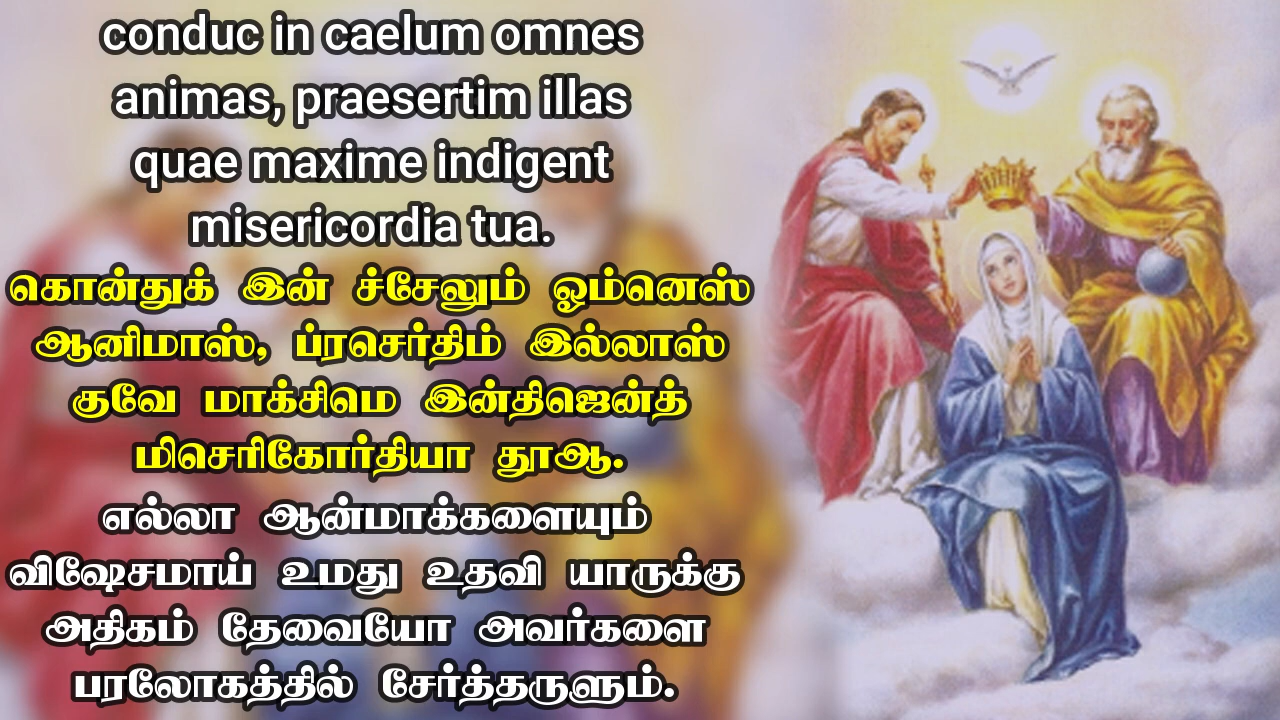 conduc in caelum omnes
animas, praesertim illas
quae maxime indigent
misericordia tua.
கொன்துக் இன் ச்சேலும் ஓம்னெஸ்
ஆனிமாஸ், ப்ரசெர்திம் இல்லாஸ்
குவே மாக்சிமெ இன்திஜென்த்
மிசெரிகோர்தியா தூஆ.
எல்லா ஆன்மாக்களையும்
விஷேசமாய் உமது உதவி யாருக்கு
அதிகம் தேவையோ அவர்களை
பரலோகத்தில் சேர்த்தருளும்.